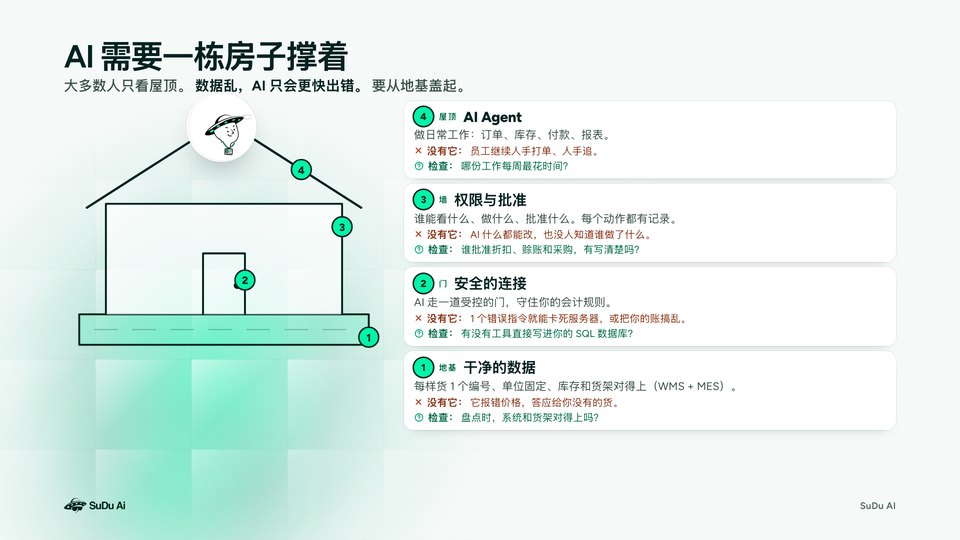 AI 需要一栋房子撑着
大多数人只看屋顶。 数据乱，AI 只会更快出错。 要从地基盖起。
4 屋顶 AI Agent
做日常工作：订单、库存、付款、报表。
× 没有它： 员工继续人手打单、人手追。
? 检查： 哪份工作每周最花时间?
3 墙 权限与批准
谁能看什么、做什么、批准什么。每个动作都有记录。
× 没有它： AI 什么都能改，也没人知道谁做了什么。
? 检查： 谁批准折扣、赊账和采购，有写清楚吗?
2 门 安全的连接
AI 走一道受控的门，守住你的会计规则。
× 没有它： 1 个错误指令就能卡死服务器，或把你的账搞乱。
? 检查： 有没有工具直接写进你的 SQL 数据库?
1 地基 干净的数据
每样货 1 个编号、单位固定、库存和货架对得上（WMS + MES）。
× 没有它： 它报错价格，答应给你没有的货。
? 检查： 盘点时，系统和货架对得上吗?
4
3
2
1
SuDu Ai
SuDu AI